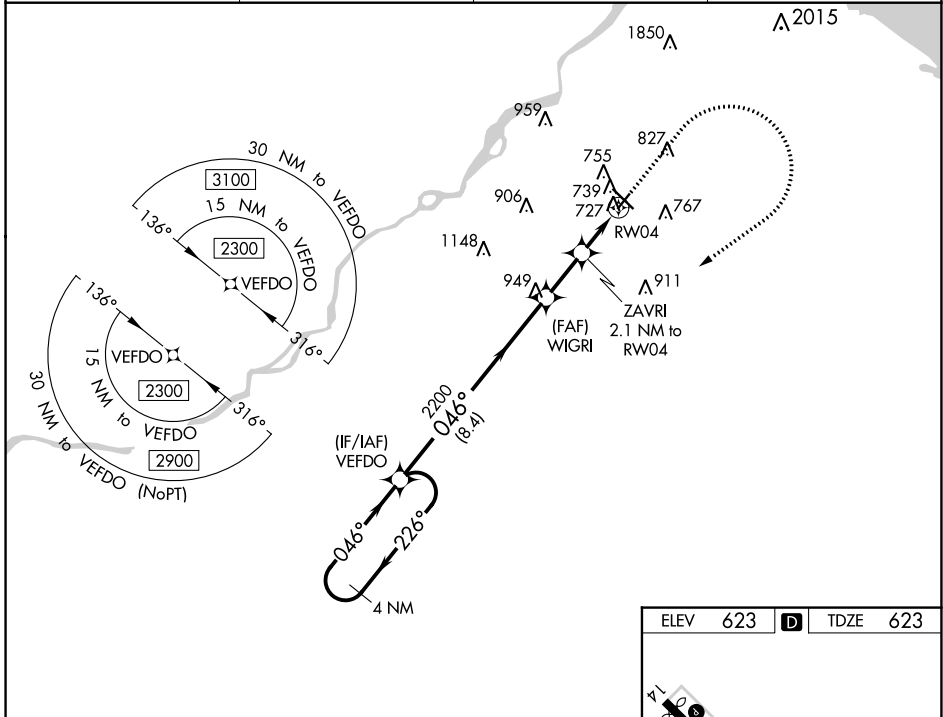 2015
1850
959
827
755
739
727
906
767
RW04
1148
949
911
ZAVRI
2.1 NM to
RW04
(FAF)
WIGRI
30 NM to VEFDO
3100
15 NM to VEFDO
136°
2300
VEFDO
316°
136°
VEFDO
15 NM to VEFDO
2300
316°
30 NM to VEFDO (NoPT)
2900
2200
046°
(8.4)
(IF/IAF)
VEFDO
046°
226°
4 NM
ELEV 623 D TDZE 623
14
P